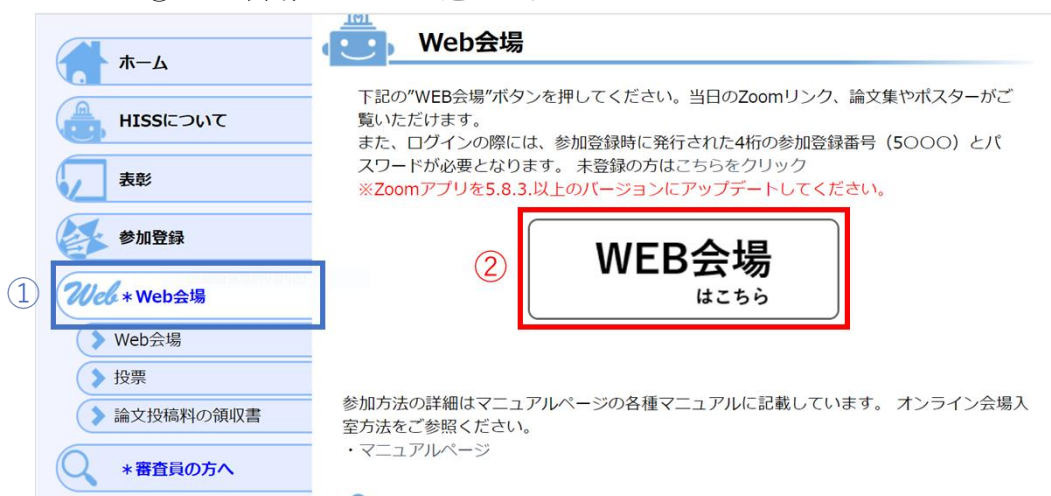 ホーム
HISSについて
表彰
参加登録
①
Web
*Web会場
Web会場
投票
論文投稿料の領収書
*審査員の方へ
Web会場
下記の”WEB会場”ボタンを押してください。当日のZoomリンク、論文集やポスターがご
覧いただけます。
また、ログインの際には、参加登録時に発行された4桁の参加登録番号（5○○○）とパ
スワードが必要となります。 未登録の方はこちらをクリック
※Zoomアプリを5.8.3.以上のバージョンにアップデートしてください。
②
WEB会場
はこちら
参加方法の詳細はマニュアルページの各種マニュアルに記載しています。 オンライン会場入
室方法をご参照ください。
・マニュアルページ